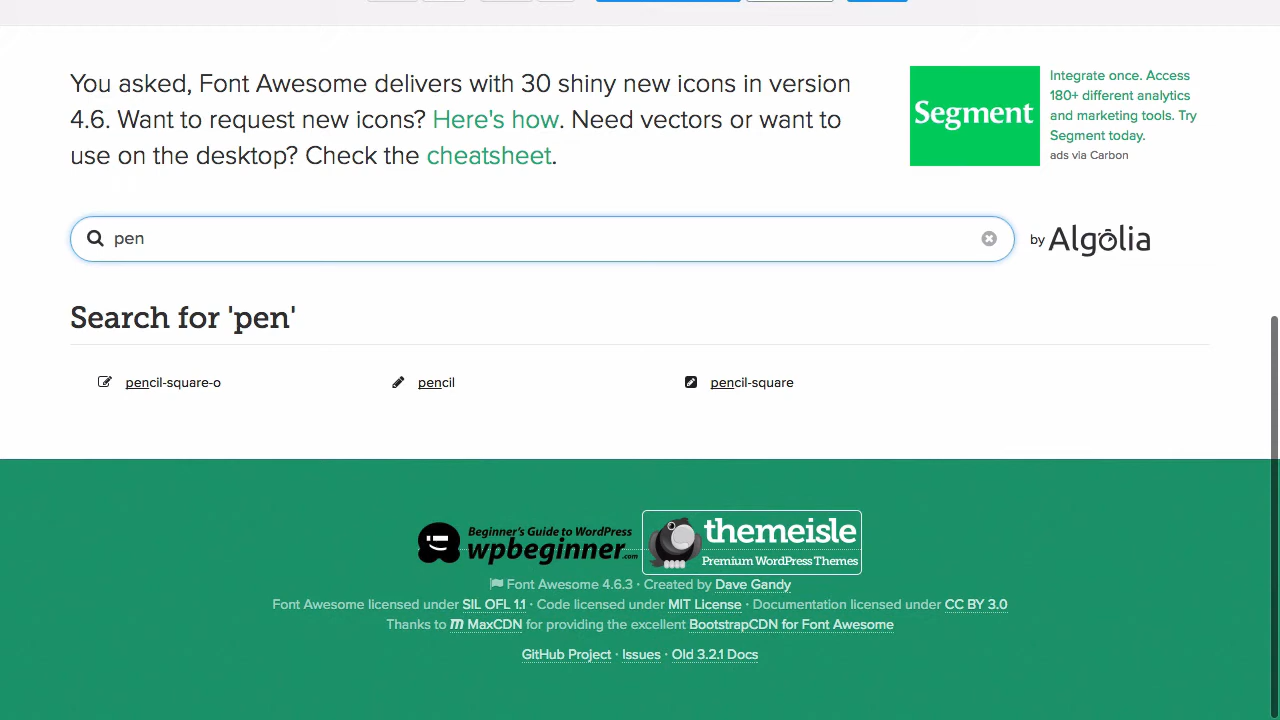 You asked, Font Awesome delivers with 30 shiny new icons in version
4.6. Want to request new icons? Here's how. Need vectors or want to
use on the desktop? Check the cheatsheet.
Segment
Integrate once. Access
180+ different analytics
and marketing tools. Try
Segment today.
ads via Carbon
pen
by Algolia
Search for 'pen'
pencil-square-o
pencil
pencil-square
Beginner's Guide to WordPress
wpbeginner.com
themeisle
Premium WordPress Themes
Font Awesome 4.6.3 · Created by Dave Gandy
Font Awesome licensed under SIL OFL 1.1 · Code licensed under MIT License · Documentation licensed under CC BY 3.0
Thanks to m MaxCDN for providing the excellent BootstrapCDN for Font Awesome
GitHub Project · Issues · Old 3.2.1 Docs